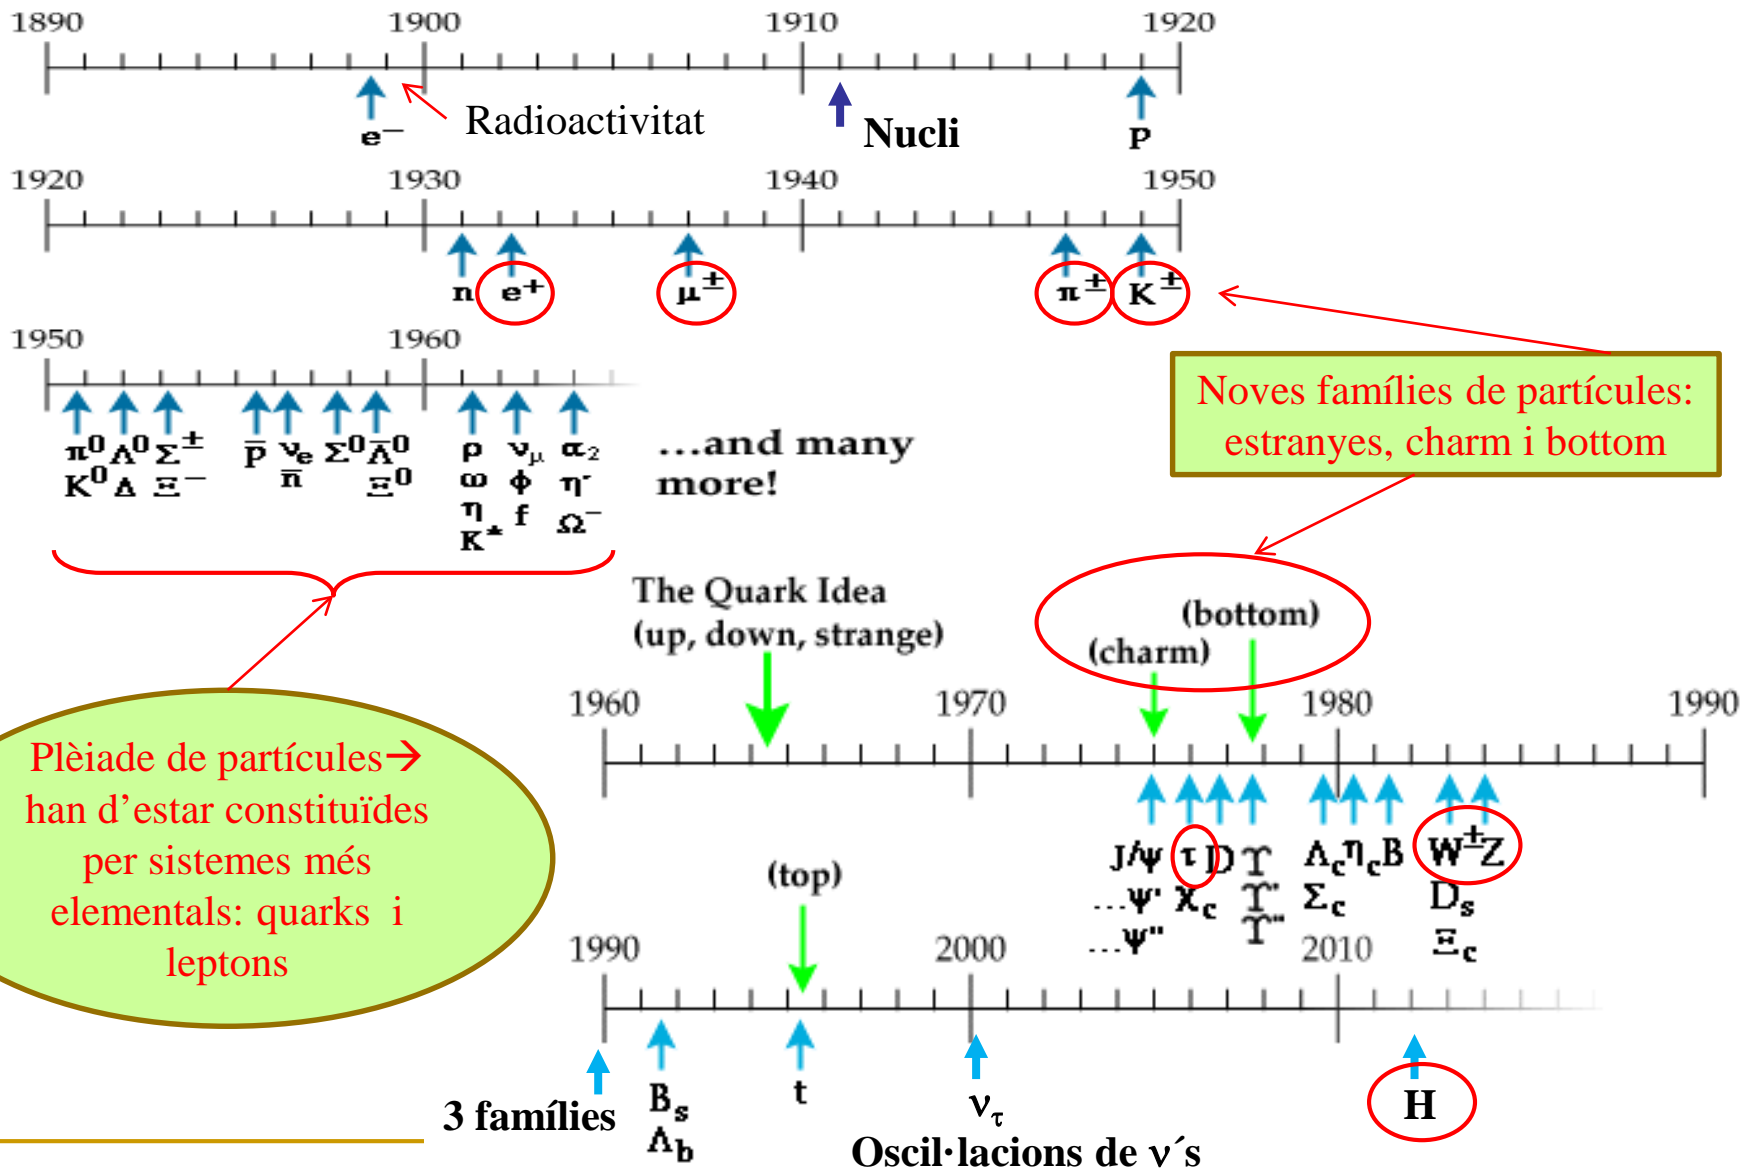 1890 1900 1910 1920
e⁻ Radioactivitat Nucli P
1920 1930 1940 1950
n e⁺ μ± π± K±
1950 1960
π⁰ Λ⁰ Σ± p̅ νe Σ⁰ Λ̅⁰ ρ νμ α₂
K⁰ Δ Ξ⁻ n̅ Ξ⁰ ω ϕ η'
η f Ω⁻
K*
...and many
more!
Noves famílies de partícules:
estranyes, charm i bottom
The Quark Idea
(up, down, strange)
(bottom)
(charm)
1960 1970 1980 1990
Plèiade de partícules→
han d’estar constituïdes
per sistemes més
elementals: quarks i
leptons
J/ψ τ D ϒ Λc ηc B W± Z
...ψ' χc ϒ' Σc Ds
...ψ'' ϒ'' Ξc
(top)
1990 2000 2010
3 famílies Bs t ντ H
Λb
Oscil·lacions de ν´s